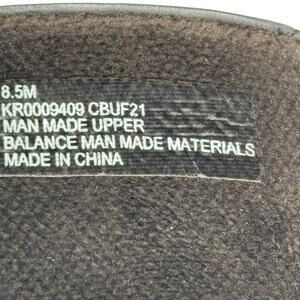 8.5M
KR0009409 CBUF21
MAN MADE UPPER
BALANCE MAN MADE MATERIALS
MADE IN CHINA